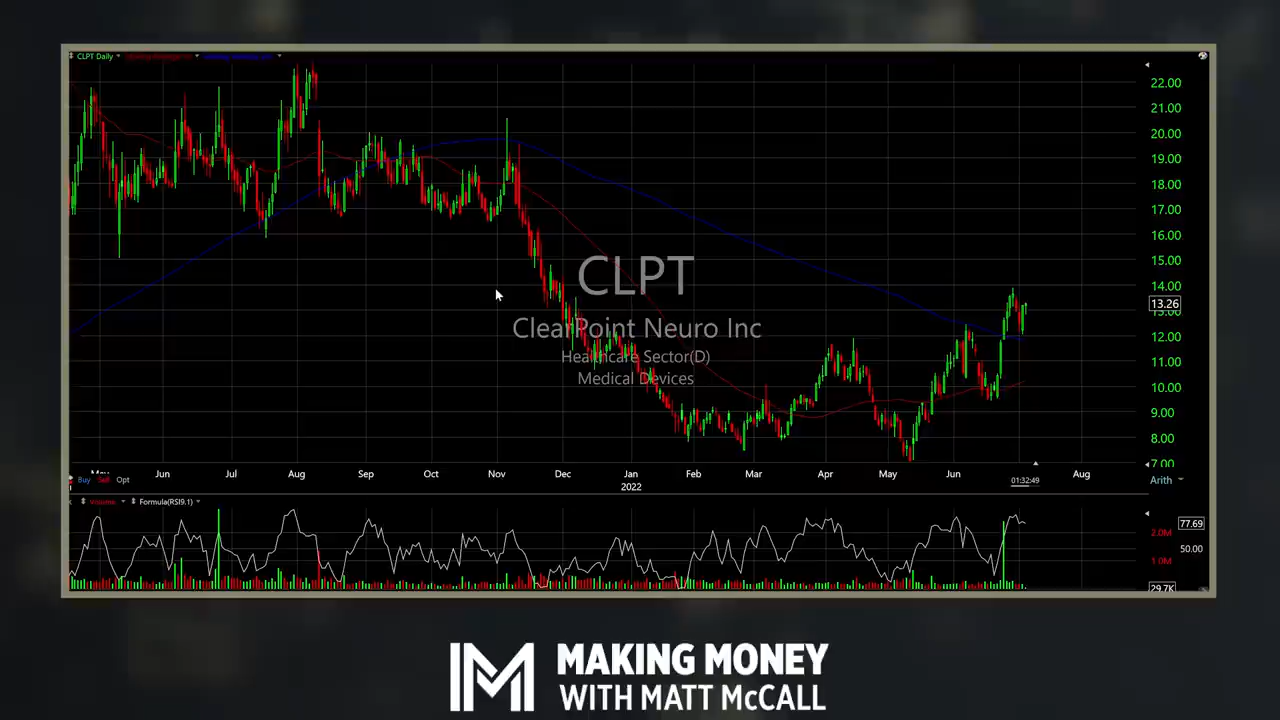 CLPT Daily
22.00
21.00
20.00
19.00
18.00
17.00
16.00
15.00
14.00
13.26
13.00
12.00
11.00
10.00
9.00
8.00
7.00
CLPT
ClearPoint Neuro Inc
Healthcare Sector(D)
Medical Devices
May Jun Jul Aug Sep Oct Nov Dec Jan Feb Mar Apr May Jun Aug
2022
01:32:49
Arith
Buy Sell Opt
Volume Formula(RSI9.1)
77.69
2.0M
50.00
1.0M
29.7K
MAKING MONEY
WITH MATT McCALL